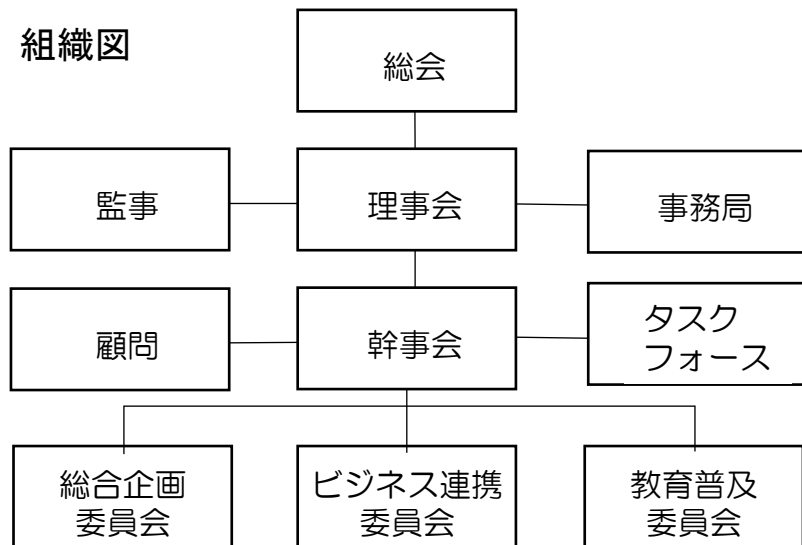 組織図
総会
監事
理事会
事務局
顧問
幹事会
タスク
フォース
総合企画
委員会
ビジネス連携
委員会
教育普及
委員会